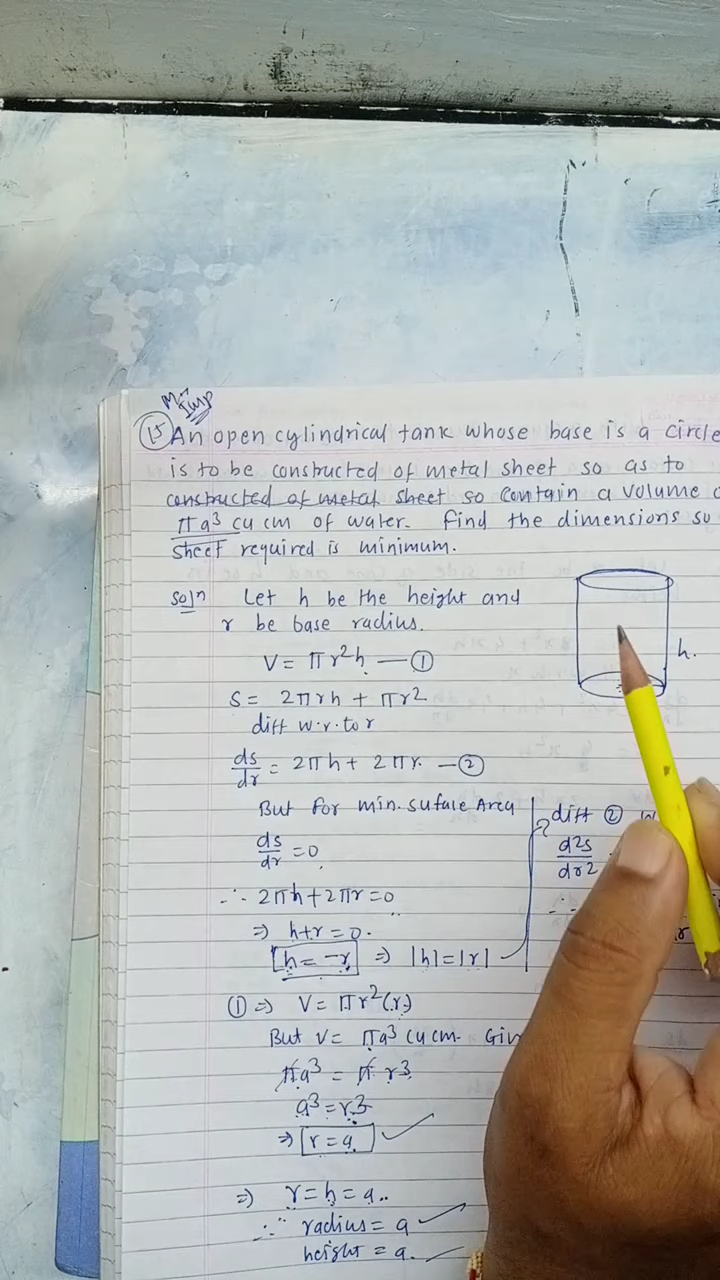 M.T
Imp
15 An open cylindrical tank whose base is a circle
is to be constructed of metal sheet so as to
constructed of metal sheet so contain a volume
πa³ cu cm of water. find the dimensions so
sheet required is minimum.
Solⁿ Let h be the height and
r be base radius.
V = πr²h — ①
h.
S = 2πrh + πr²
diff w.r.to r
ds/dr = 2πh + 2πr. — ②
But for min. suface Area
diff ②
ds/dr = 0
d2s/dr2
∴ 2πh+2πr=0
∴
⇒ h+r=0.
h = -r ⇒ |h|=|r|
① ⇒ V = πr²(r)
But V = πa³ cu cm. Giv
πa³ = π r³
a³ = r³
⇒ r = a
⇒ r = h = a..
∴ radius = a
height = a.